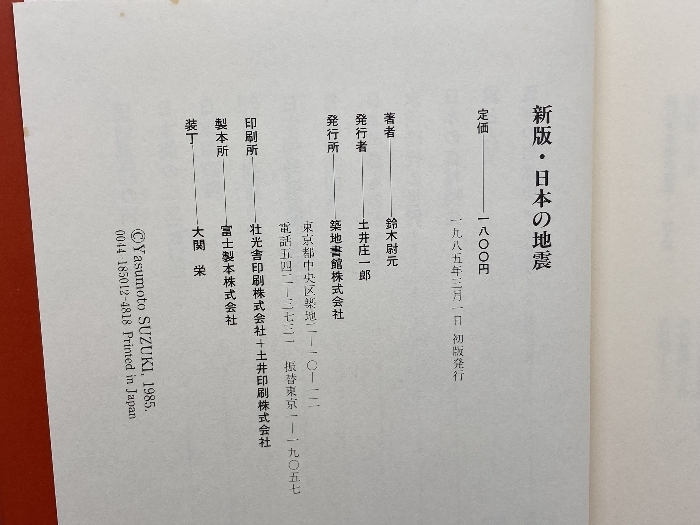 新版・日本の地震
一九八五年三月一日 初版発行
定価――一八〇〇円
著者――鈴木尉元
発行者――土井庄一郎
発行所――築地書館株式会社
東京都中央区築地二―一〇―一二
電話五四二―三七三一 振替東京一―一九〇五七
印刷所――壮光舎印刷株式会社+土井印刷株式会社
製本所――富士製本株式会社
装丁――大関 栄
©Yasumoto SUZUKI, 1985.
0044 185012-4818 Printed in Japan